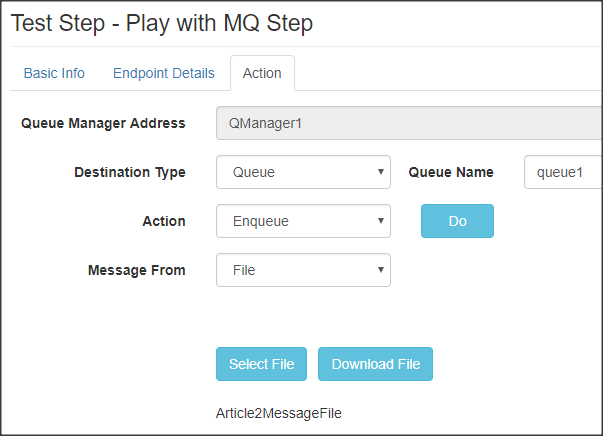 Test Step - Play with MQ Step
Basic Info Endpoint Details Action
Queue Manager Address QManager1
Destination Type Queue Queue Name queue1
Action Enqueue Do
Message From File
Select File Download File
Article2MessageFile